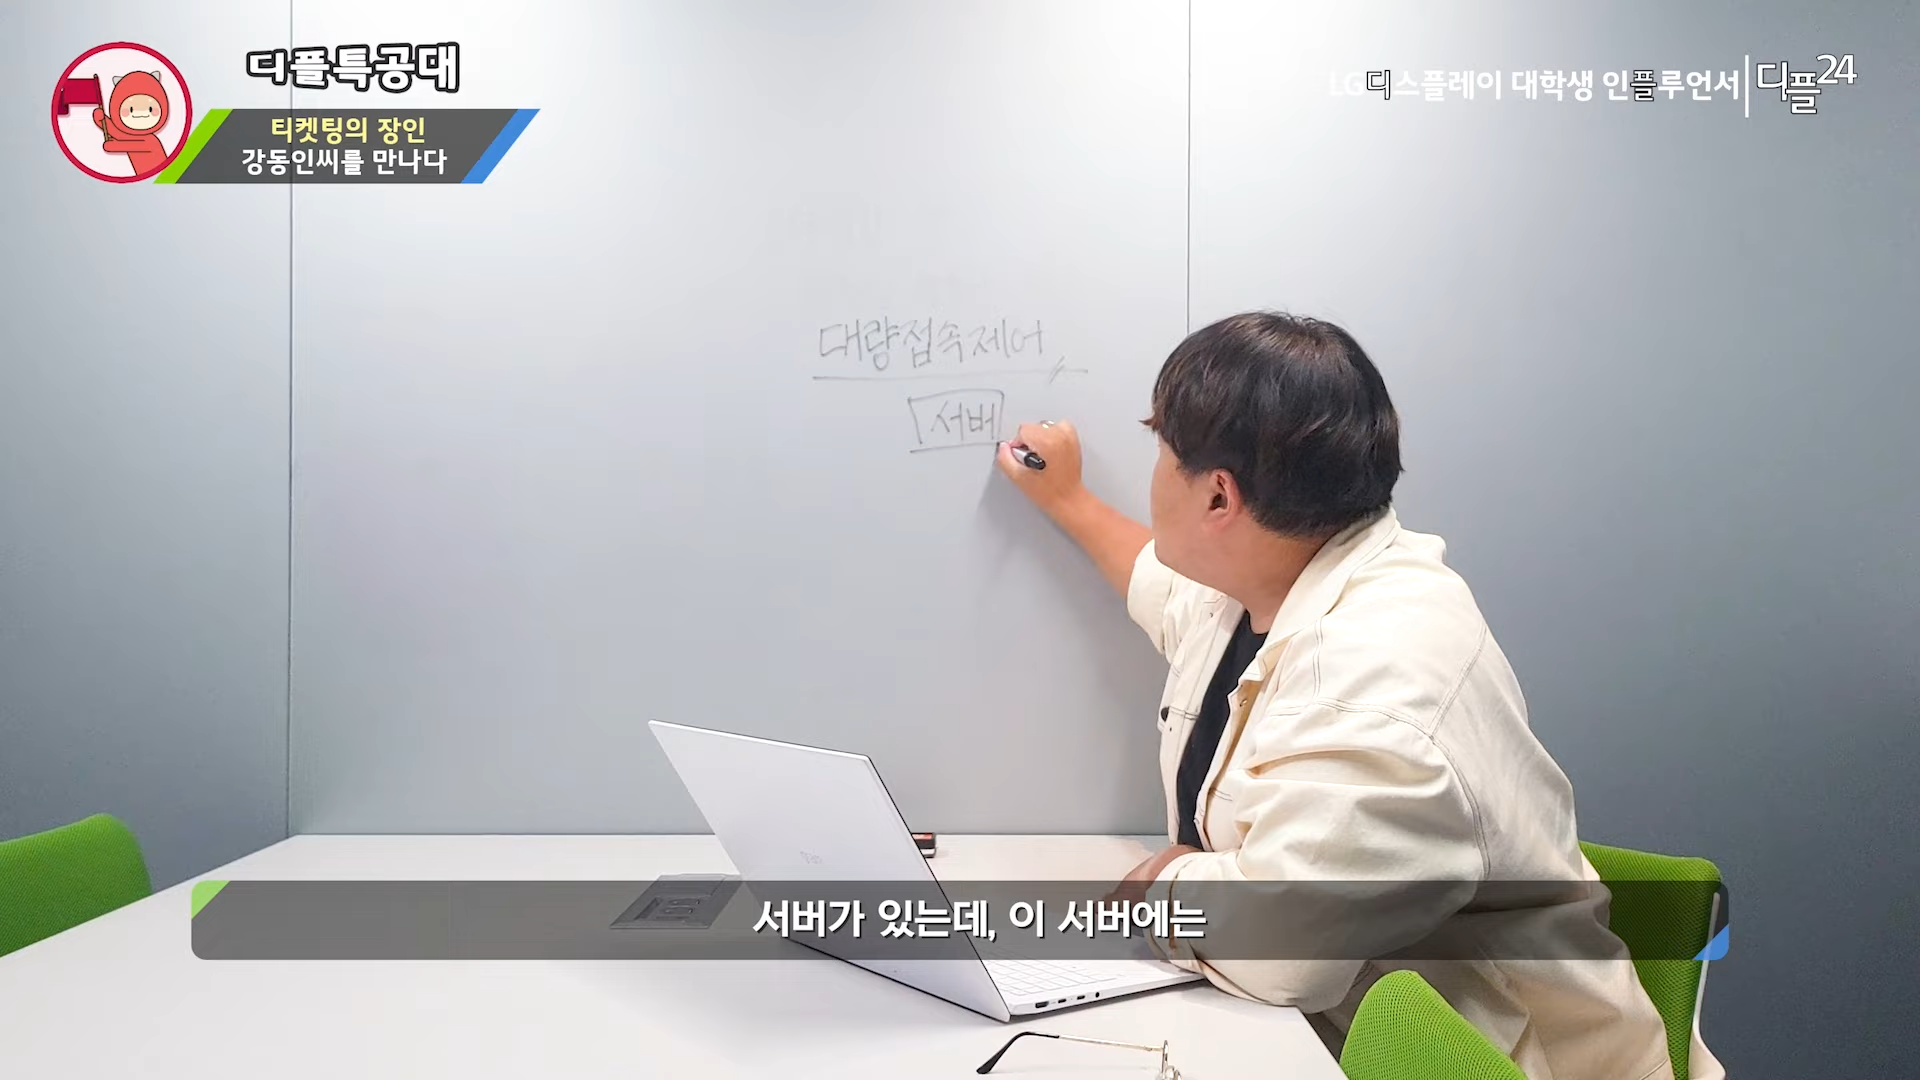 디플특공대
티켓팅의 장인
강동인씨를 만나다
LG디스플레이 대학생 인플루언서
디플24
대량접속제어
서버
서버가 있는데, 이 서버에는